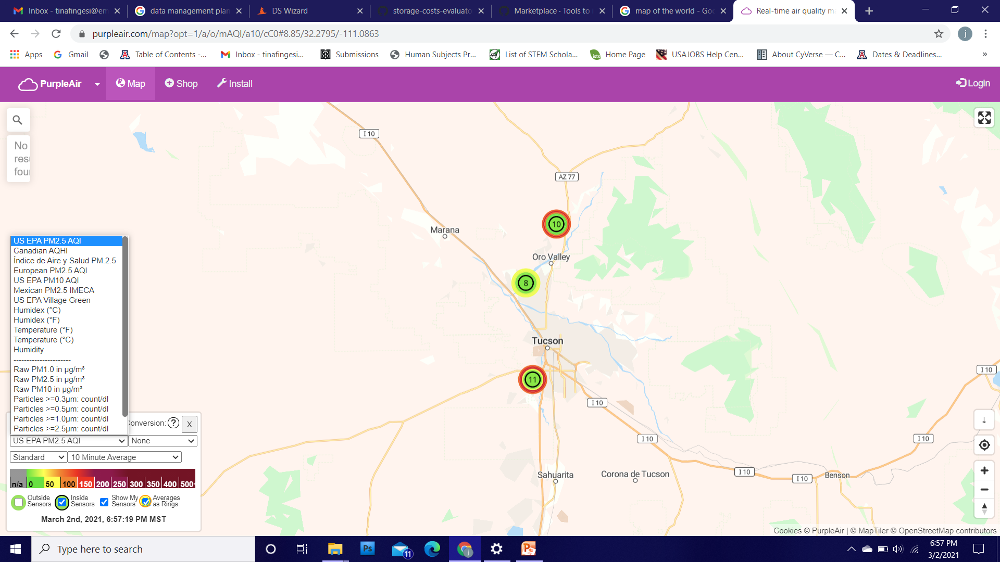 Inbox - tinafingesi@em
data management plan
DS Wizard
storage-costs-evaluato
Marketplace · Tools to i
map of the world - Goo
Real-time air quality m
purpleair.com/map?opt=1/a/o/mAQI/a10/cC0#8.85/32.2795/-111.0863
j
Apps
Gmail
Table of Contents -...
Inbox - tinafingesi...
Submissions
Human Subjects Pr...
List of STEM Schola...
ists
Home Page
USAJOBS Help Cen...
About CyVerse — C...
Dates & Deadlines...
»
PurpleAir
Map
Shop
Install
Login
No
resu
foun
I 10
AZ 77
10
Marana
Oro Valley
8
Tucson
11
I 10
I 10
I 10
I 10
I 10
I 10
Sahuarita
Corona de Tucson
Benson
US EPA PM2.5 AQI
Canadian AQHI
Índice de Aire y Salud PM.2.5
European PM2.5 AQI
US EPA PM10 AQI
Mexican PM2.5 IMECA
US EPA Village Green
Humidex (°C)
Humidex (°F)
Temperature (°F)
Temperature (°C)
Humidity
----------------------
Raw PM1.0 in µg/m³
Raw PM2.5 in µg/m³
Raw PM10 in µg/m³
Particles >=0.3µm: count/dl
Particles >=0.5µm: count/dl
Particles >=1.0µm: count/dl
Particles >=2.5µm: count/dl
Conversion: ? X
US EPA PM2.5 AQI None
Standard 10 Minute Average
n/a 0 50 100 150 200 250 300 350 400 500+
Outside Sensors
Inside Sensors
Show My Sensors
Averages as Rings
March 2nd, 2021, 6:57:19 PM MST
Cookies © PurpleAir | © MapTiler © OpenStreetMap contributors
Type here to search
Ps
11
j
6:57 PM
3/2/2021